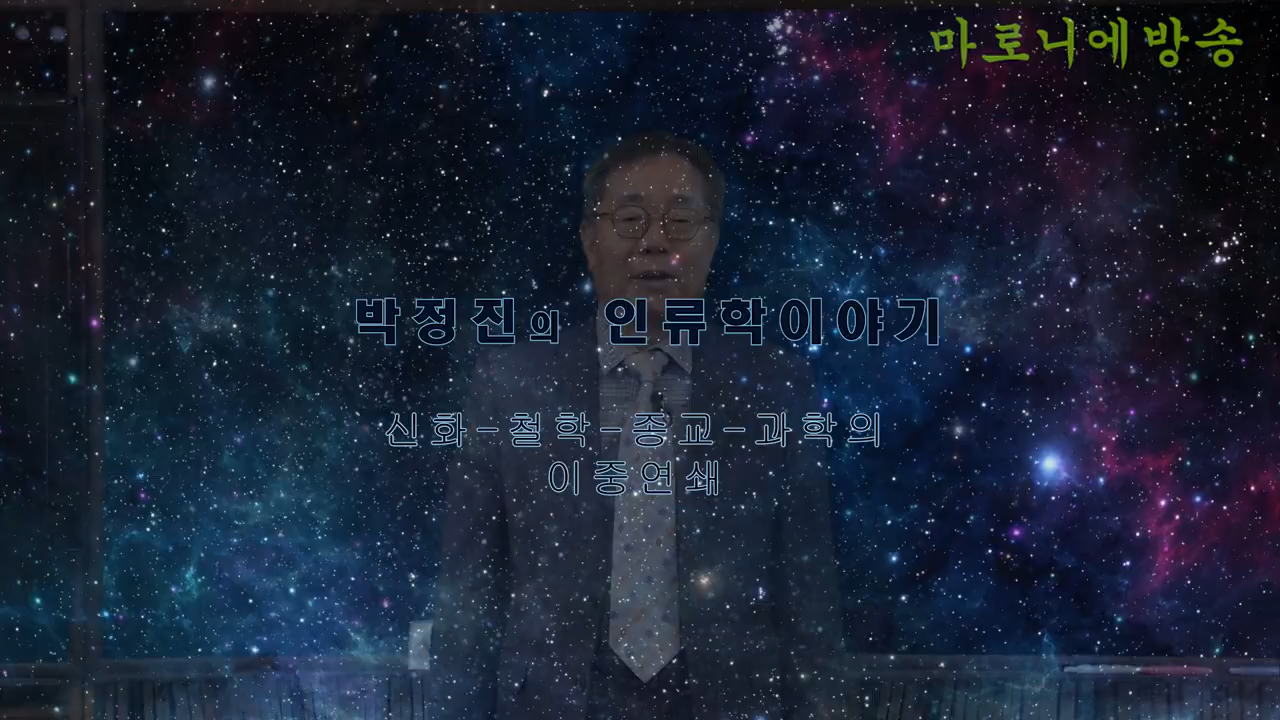 마로니에방송
박정진의 인류학이야기
신화-철학-종교-과학의
이중연쇄